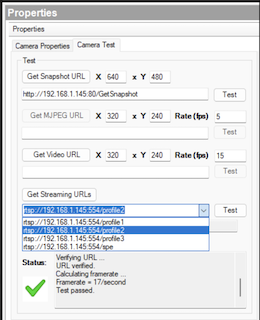 Properties
Properties
Camera Properties Camera Test
Test
Get Snapshot URL X 640 x Y 480
http://192.168.1.145:80/GetSnapshot Test
Get MJPEG URL X 320 x Y 240 Rate (fps) 5
Test
Get Video URL X 320 x Y 240 Rate (fps) 15
Test
Get Streaming URLs
rtsp://192.168.1.145:554/profile2 Test
rtsp://192.168.1.145:554/profile1
rtsp://192.168.1.145:554/profile2
rtsp://192.168.1.145:554/profile3
rtsp://192.168.1.145:554/spe
Status: Verifying URL ...
URL verified.
Calculating framerate ...
Framerate = 17/second
Test passed.